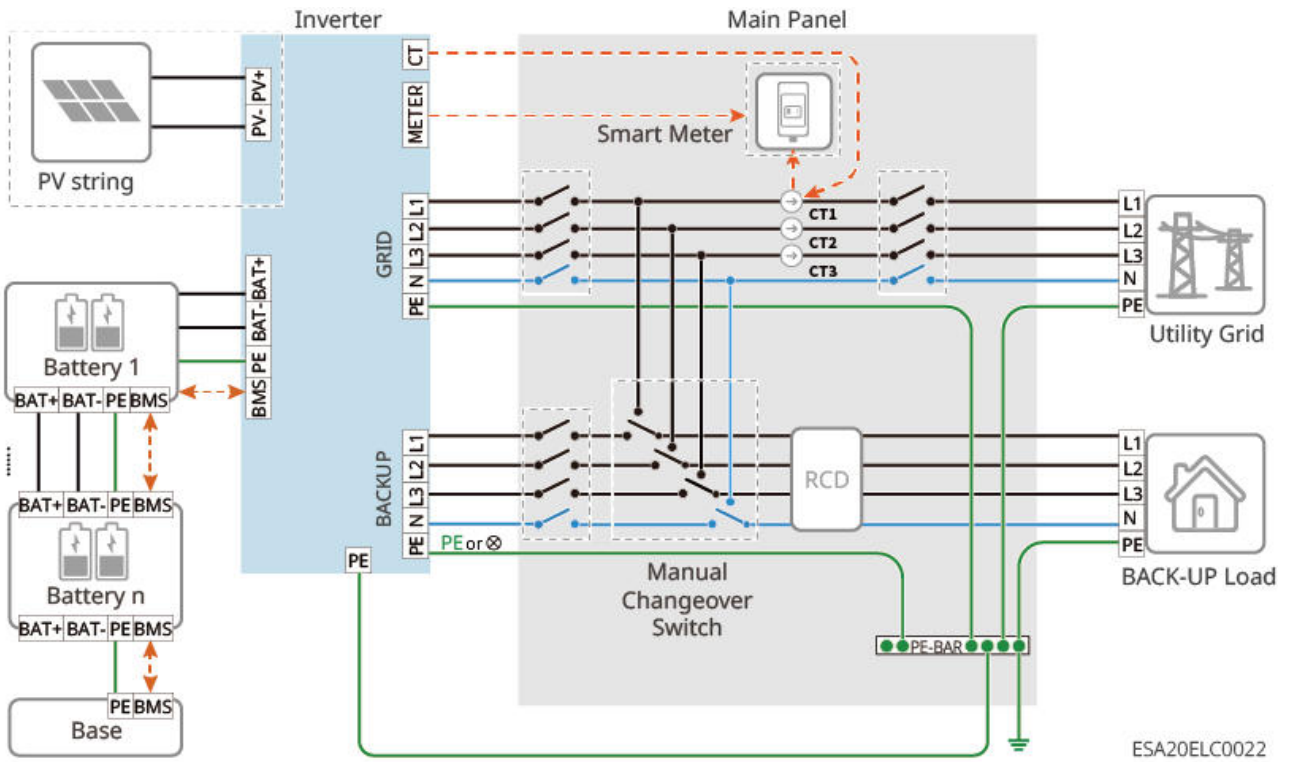 Inverter
Main Panel
PV string
PV+
PV-
CT
METER
Smart Meter
GRID
L1
L2
L3
N
PE
CT1
CT2
CT3
L1
L2
L3
N
PE
Utility Grid
Battery 1
BAT+ BAT- PE BMS
BAT+
BAT-
PE
BMS
......
BAT+ BAT- PE BMS
Battery n
BAT+ BAT- PE BMS
PE BMS
Base
BACKUP
L1
L2
L3
N
PE
PE or ⊗
PE
RCD
Manual
Changeover
Switch
L1
L2
L3
N
PE
BACK-UP Load
PE-BAR
ESA20ELC0022